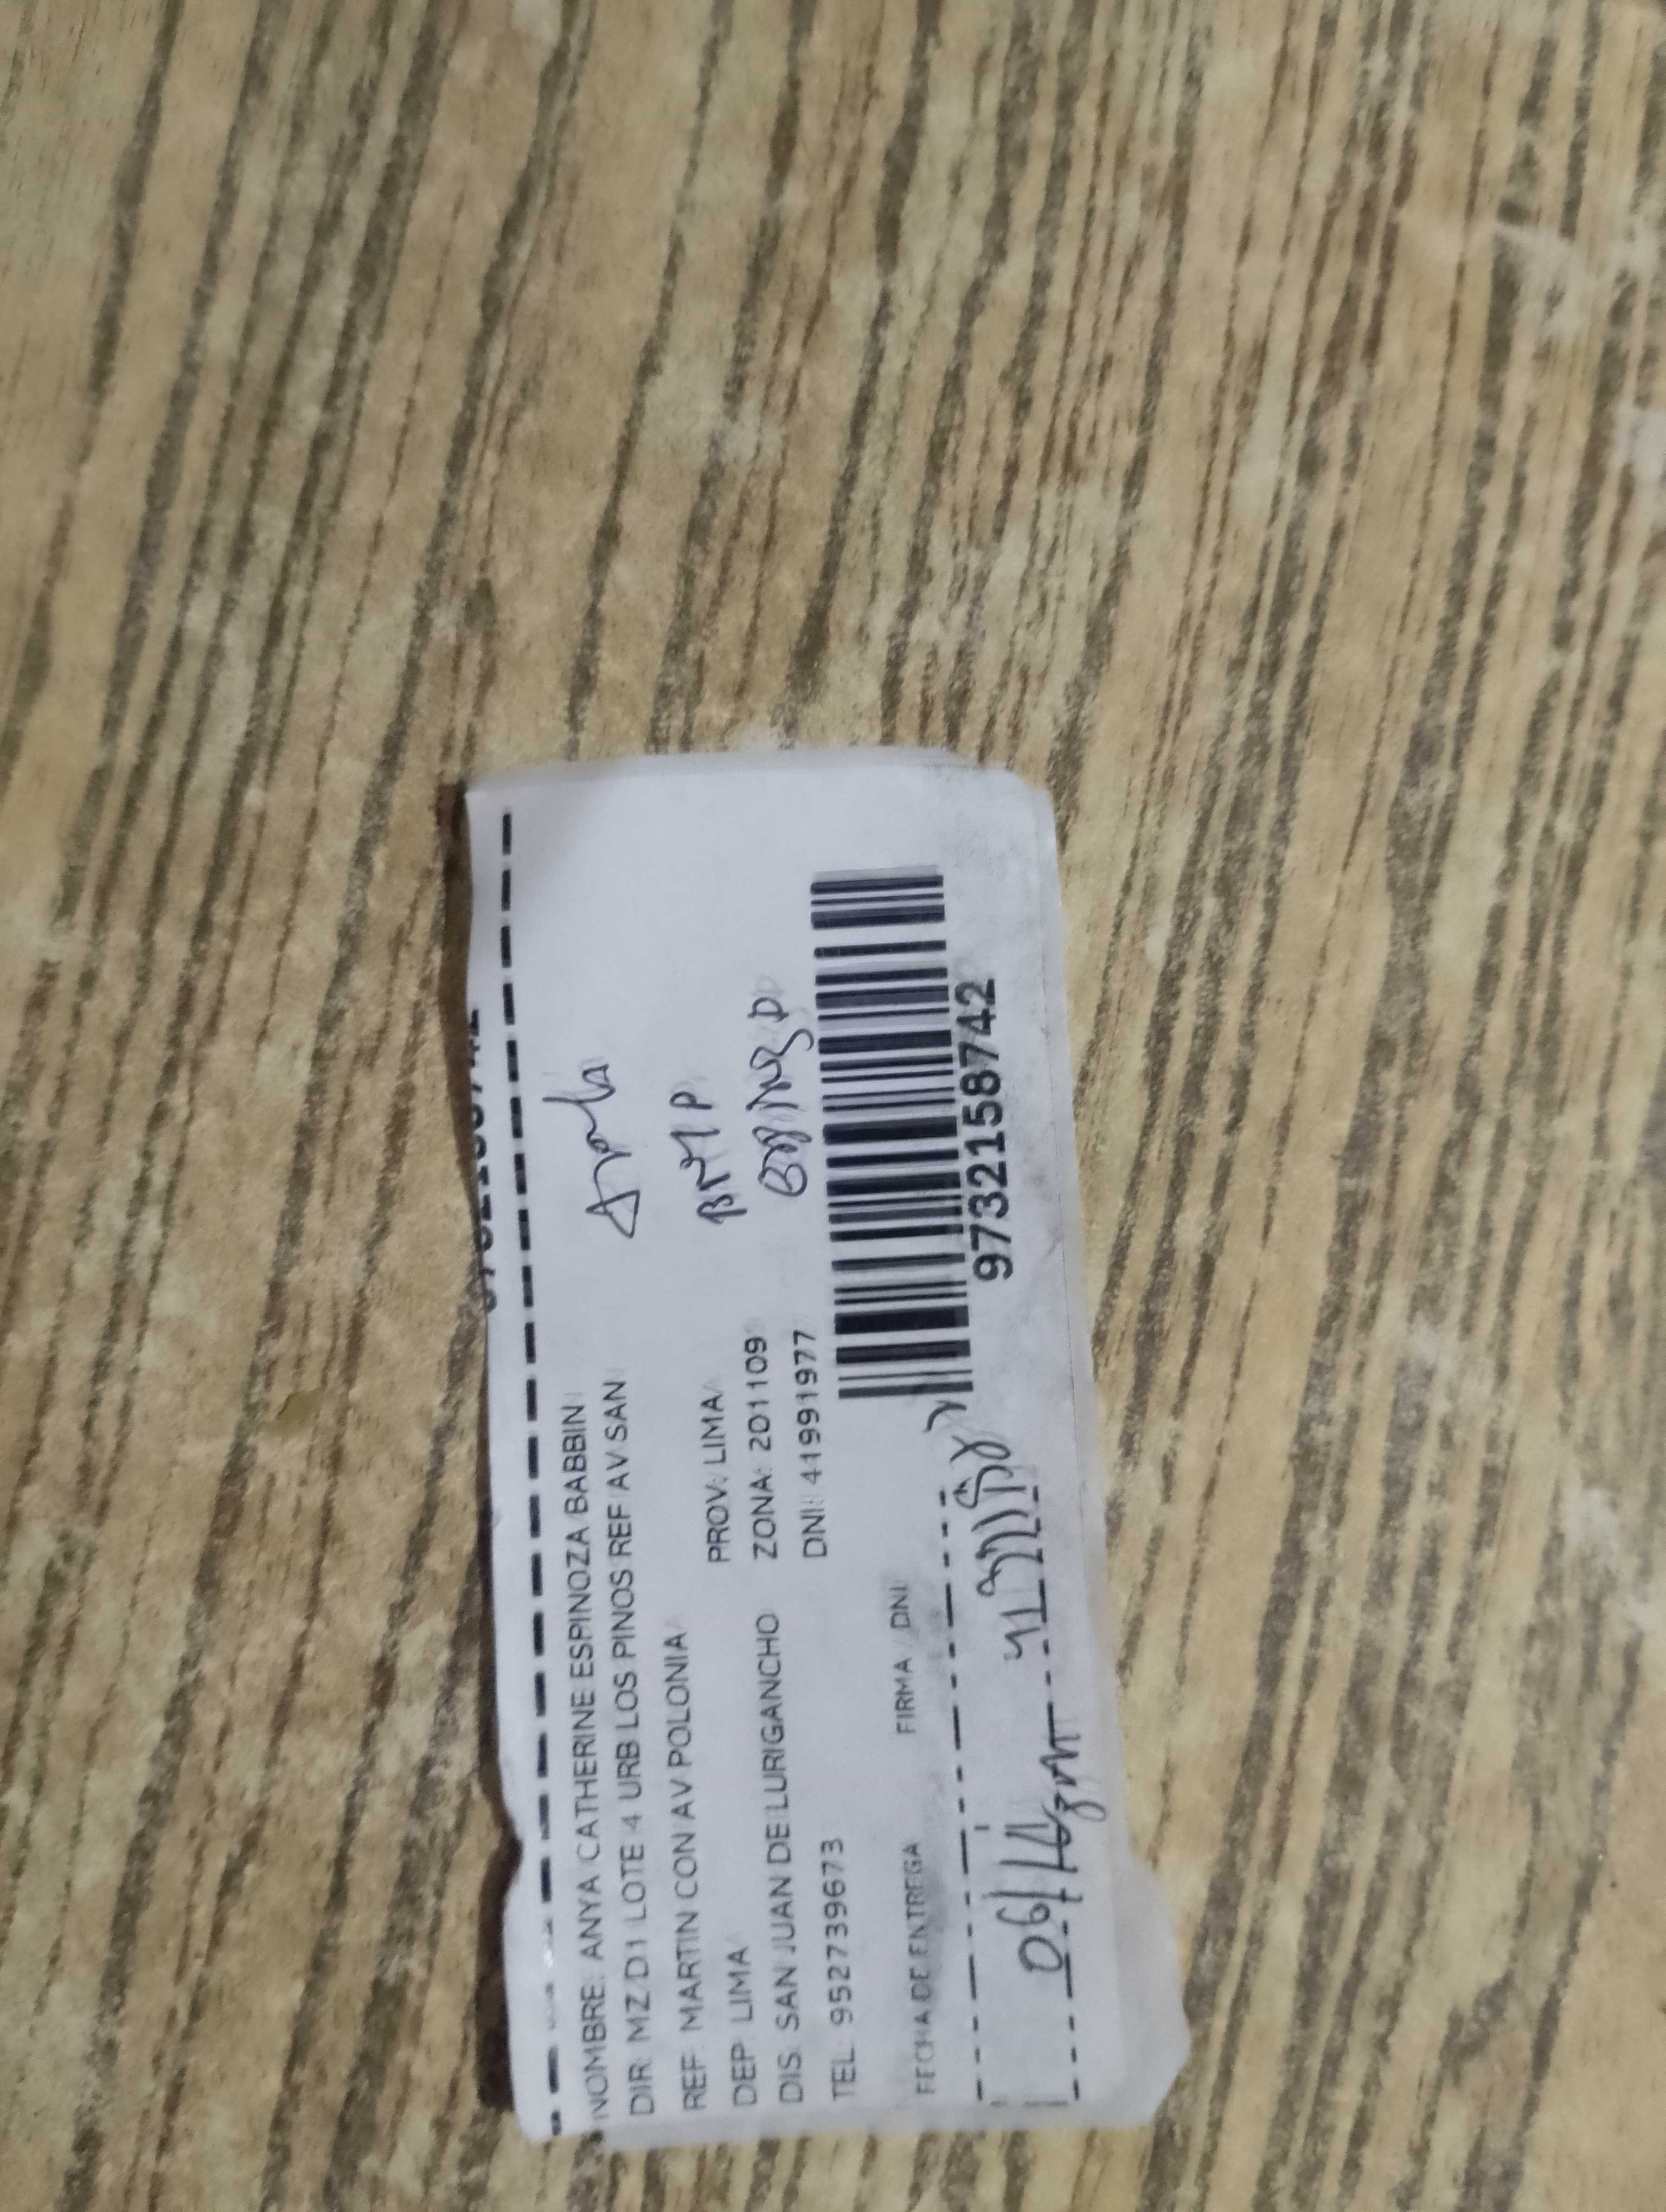 NOMBRE: ANYA CATHERINE ESPINOZA BABBIN
DIR: MZ D1 LOTE 4 URB LOS PINOS REF AV SAN
REF: MARTIN CON AV POLONIA
DEP: LIMA PROV: LIMA
DIS: SAN JUAN DE LURIGANCHO ZONA: 201109
TEL: 952739673 DNI: 41991977
FECHA DE ENTREGA FIRMA / DNI
9732158742